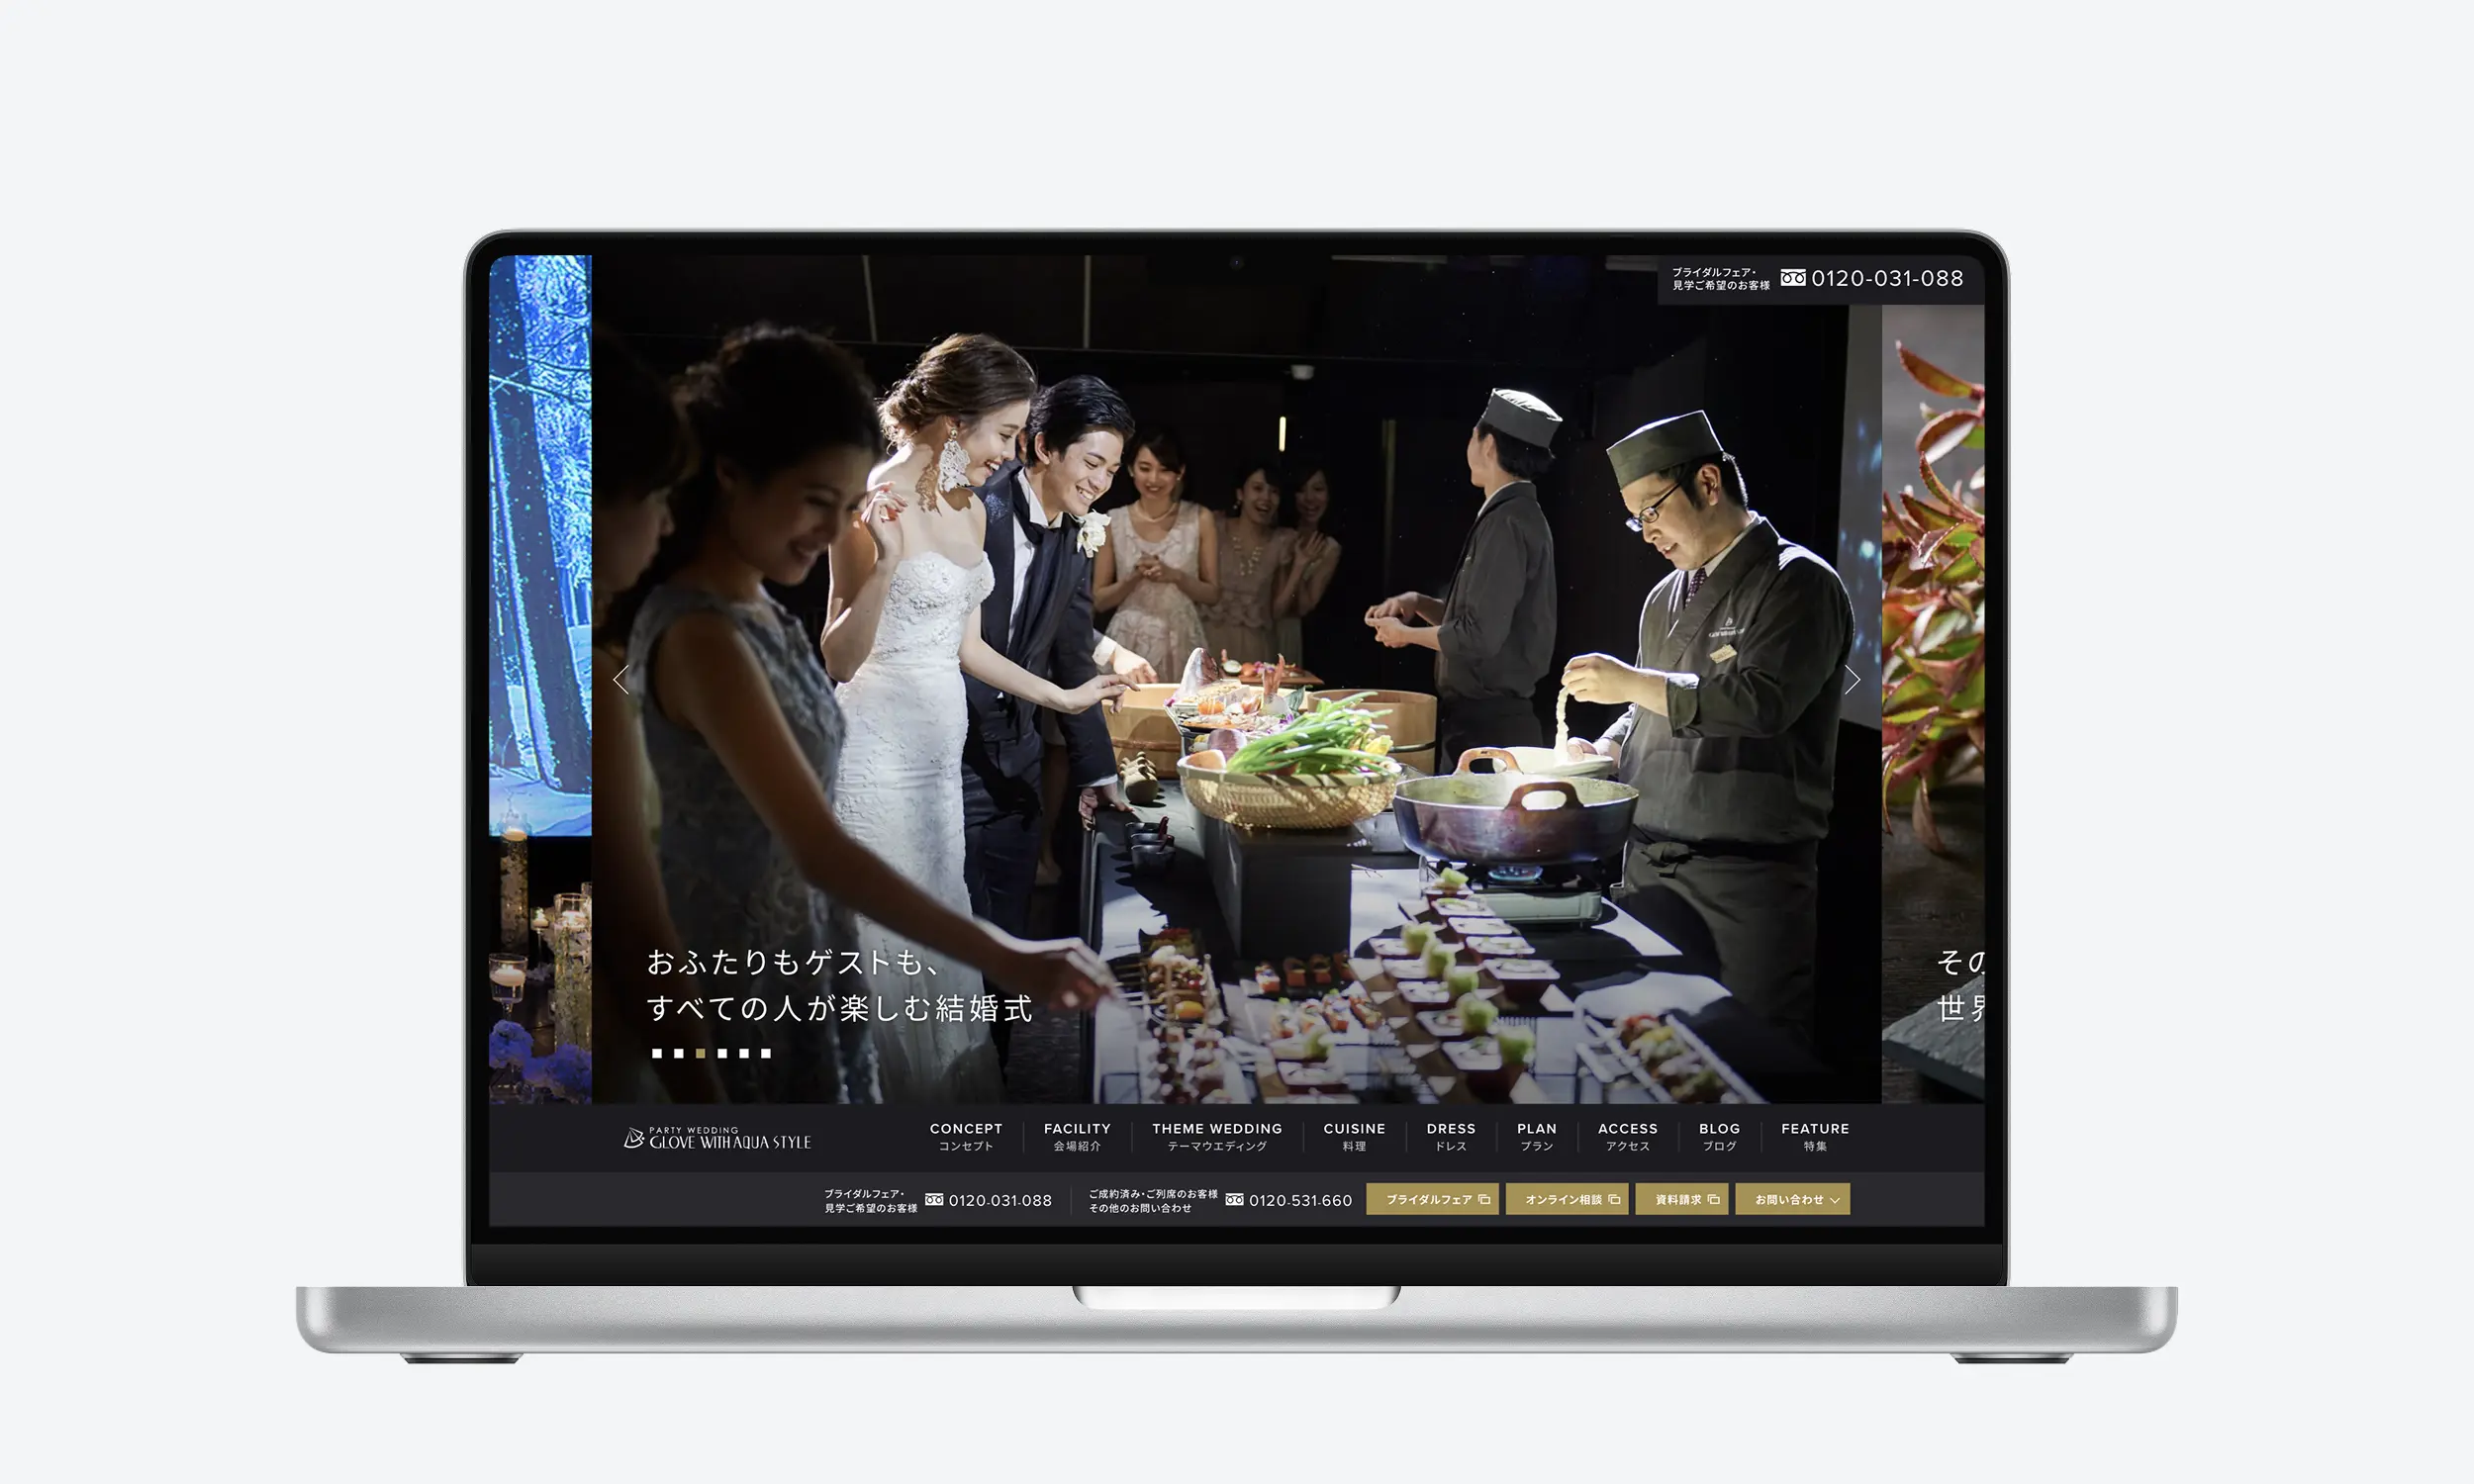 ブライダルフェア・
見学ご希望のお客様
0120-031-088
おふたりもゲストも、
すべての人が楽しむ結婚式
その
世界
PARTY WEDDING
GLOVE WITH AQUA STYLE
CONCEPT
コンセプト
FACILITY
会場紹介
THEME WEDDING
テーマウエディング
CUISINE
料理
DRESS
ドレス
PLAN
プラン
ACCESS
アクセス
BLOG
ブログ
FEATURE
特集
ブライダルフェア・
見学ご希望のお客様
0120-031-088
ご成約済み・ご列席のお客様
その他のお問い合わせ
0120-531-660
ブライダルフェア
オンライン相談
資料請求
お問い合わせ